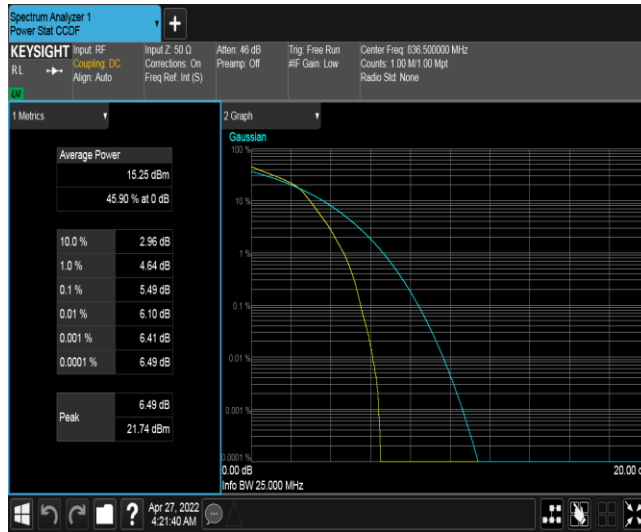 Spectrum Analyzer 1
Power Stat CCDF
+
KEYSIGHT
R L
LXI
Input: RF
Coupling: DC
Align: Auto
Input Z: 50 Ω
Corrections: On
Freq Ref: Int (S)
Atten: 46 dB
Preamp: Off
Trig: Free Run
#IF Gain: Low
Center Freq: 836.500000 MHz
Counts: 1.00 M/1.00 Mpt
Radio Std: None
1 Metrics
Average Power
15.25 dBm
45.90 % at 0 dB
10.0 % 2.96 dB
1.0 % 4.64 dB
0.1 % 5.49 dB
0.01 % 6.10 dB
0.001 % 6.41 dB
0.0001 % 6.49 dB
Peak
6.49 dB
21.74 dBm
2 Graph
Gaussian
100 %
10 %
1 %
0.1 %
0.01 %
0.001 %
0.0001 %
0.00 dB
20.00 d
Info BW 25.000 MHz
?
Apr 27, 2022
4:21:40 AM